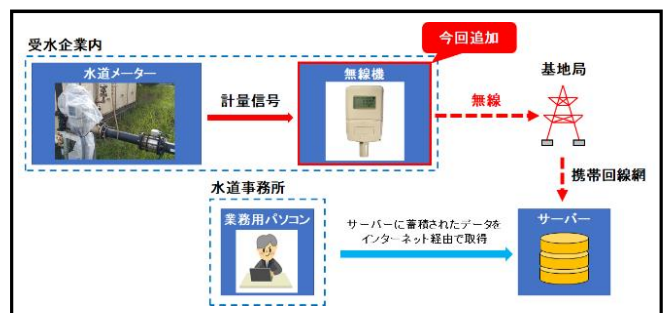 今回追加
受水企業内
水道メーター
無線機
基地局
計量信号
無線
携帯回線網
水道事務所
業務用パソコン
サーバーに蓄積されたデータを
インターネット経由で取得
サーバー